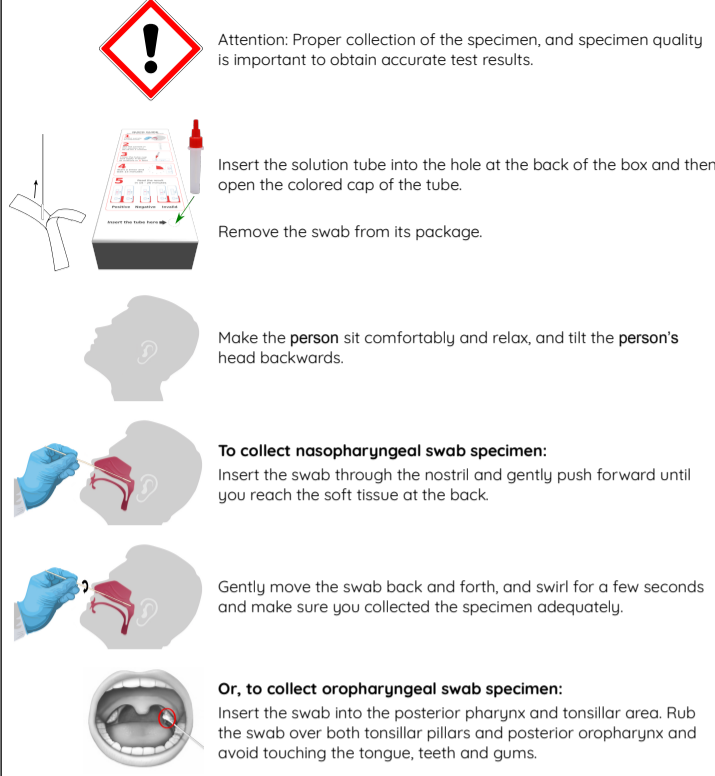 Attention: Proper collection of the specimen, and specimen quality
is important to obtain accurate test results.
5
Positive Negative Invalid
Insert the tube here
Insert the solution tube into the hole at the back of the box and then
open the colored cap of the tube.
Remove the swab from its package.
Make the person sit comfortably and relax, and tilt the person's
head backwards.
To collect nasopharyngeal swab specimen:
Insert the swab through the nostril and gently push forward until
you reach the soft tissue at the back.
Gently move the swab back and forth, and swirl for a few seconds
and make sure you collected the specimen adequately.
Or, to collect oropharyngeal swab specimen:
Insert the swab into the posterior pharynx and tonsillar area. Rub
the swab over both tonsillar pillars and posterior oropharynx and
avoid touching the tongue, teeth and gums.